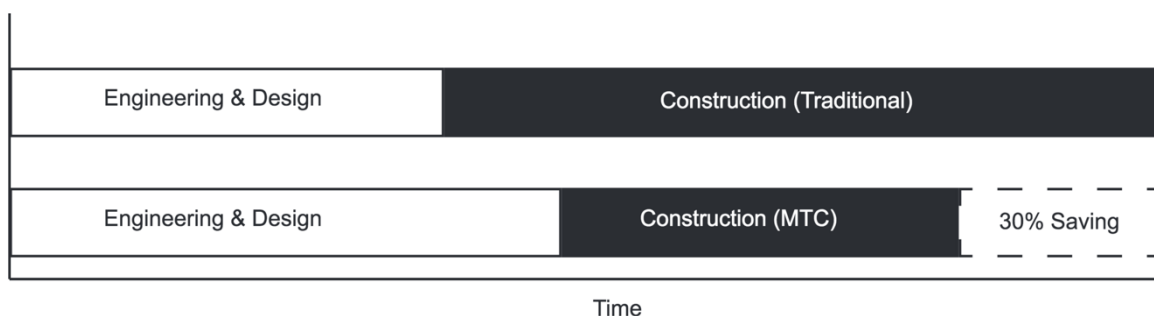 Engineering & Design
Construction (Traditional)
Engineering & Design
Construction (MTC)
30% Saving
Time